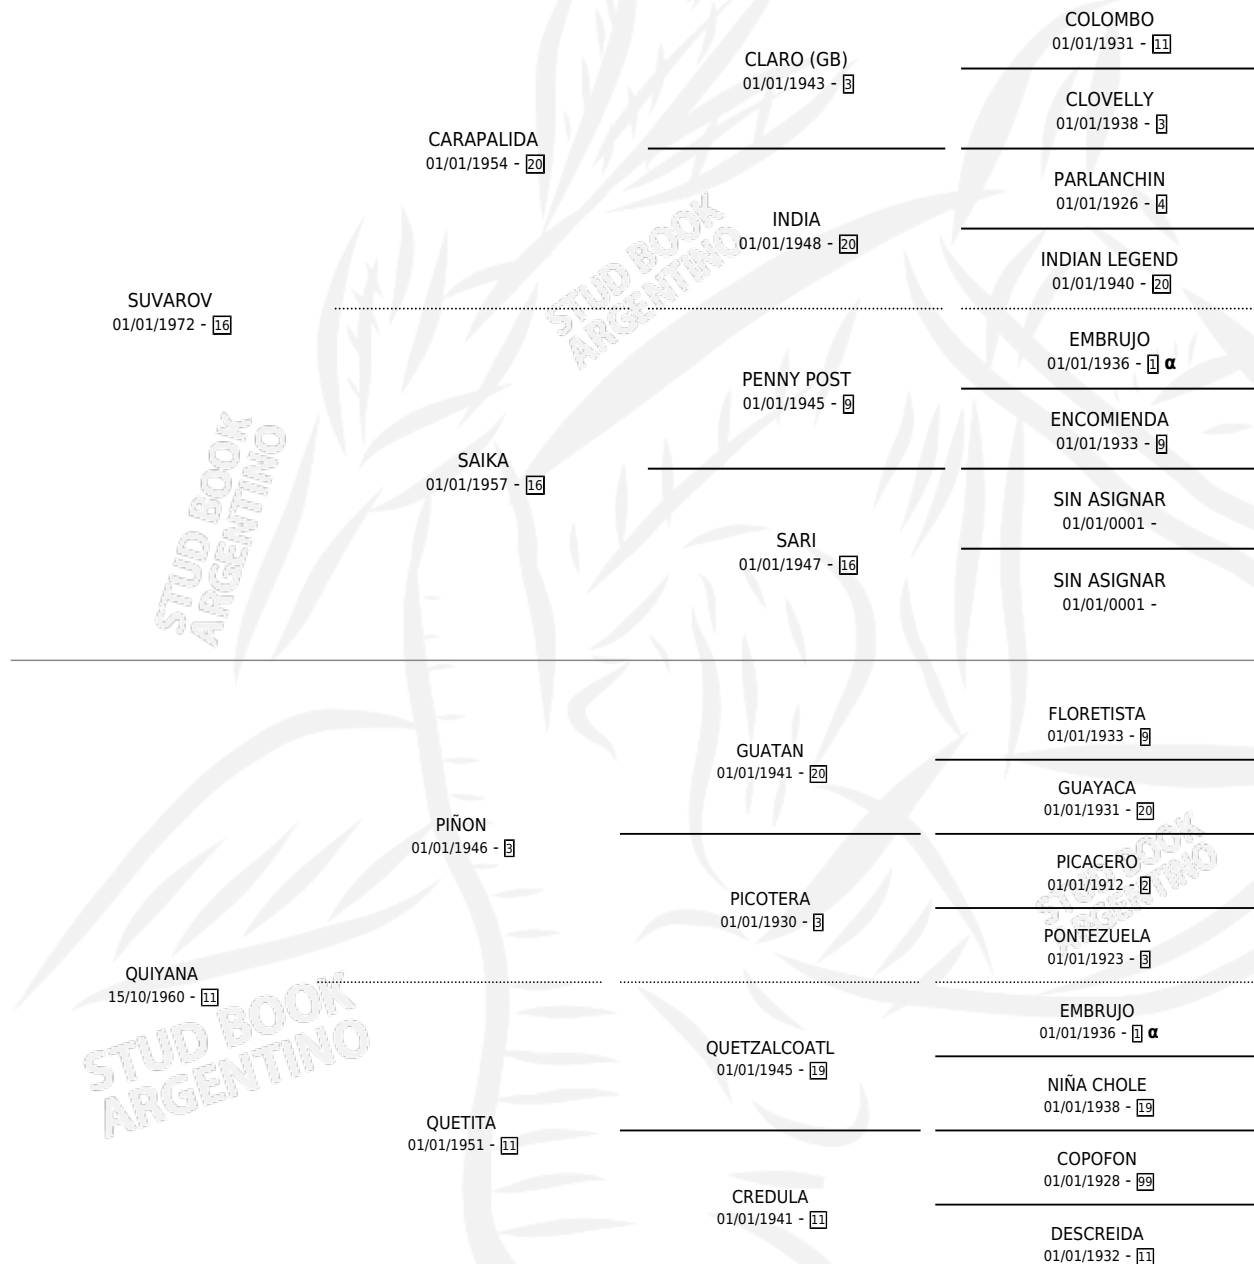 COLOMBO
01/01/1931 - 11
CLARO (GB)
01/01/1943 - 3
CLOVELLY
01/01/1938 - 3
CARAPALIDA
01/01/1954 - 20
PARLANCHIN
01/01/1926 - 4
INDIA
01/01/1948 - 20
INDIAN LEGEND
01/01/1940 - 20
SUVAROV
01/01/1972 - 16
EMBRUJO
01/01/1936 - 1 α
PENNY POST
01/01/1945 - 9
ENCOMIENDA
01/01/1933 - 9
SAIKA
01/01/1957 - 16
SIN ASIGNAR
01/01/0001 -
SARI
01/01/1947 - 16
SIN ASIGNAR
01/01/0001 -
FLORETISTA
01/01/1933 - 9
GUATAN
01/01/1941 - 20
GUAYACA
01/01/1931 - 20
PIÑON
01/01/1946 - 3
PICACERO
01/01/1912 - 2
PICOTERA
01/01/1930 - 3
PONTEZUELA
01/01/1923 - 3
QUIYANA
15/10/1960 - 11
EMBRUJO
01/01/1936 - 1 α
QUETZALCOATL
01/01/1945 - 19
NIÑA CHOLE
01/01/1938 - 19
QUETITA
01/01/1951 - 11
COPOFON
01/01/1928 - 99
CREDULA
01/01/1941 - 11
DESCREIDA
01/01/1932 - 11
STUD BOOK
ARGENTINO
STUD BOOK
ARGENTINO
STUD BOOK
ARGENTINO
STUD BOOK
ARGENTINO